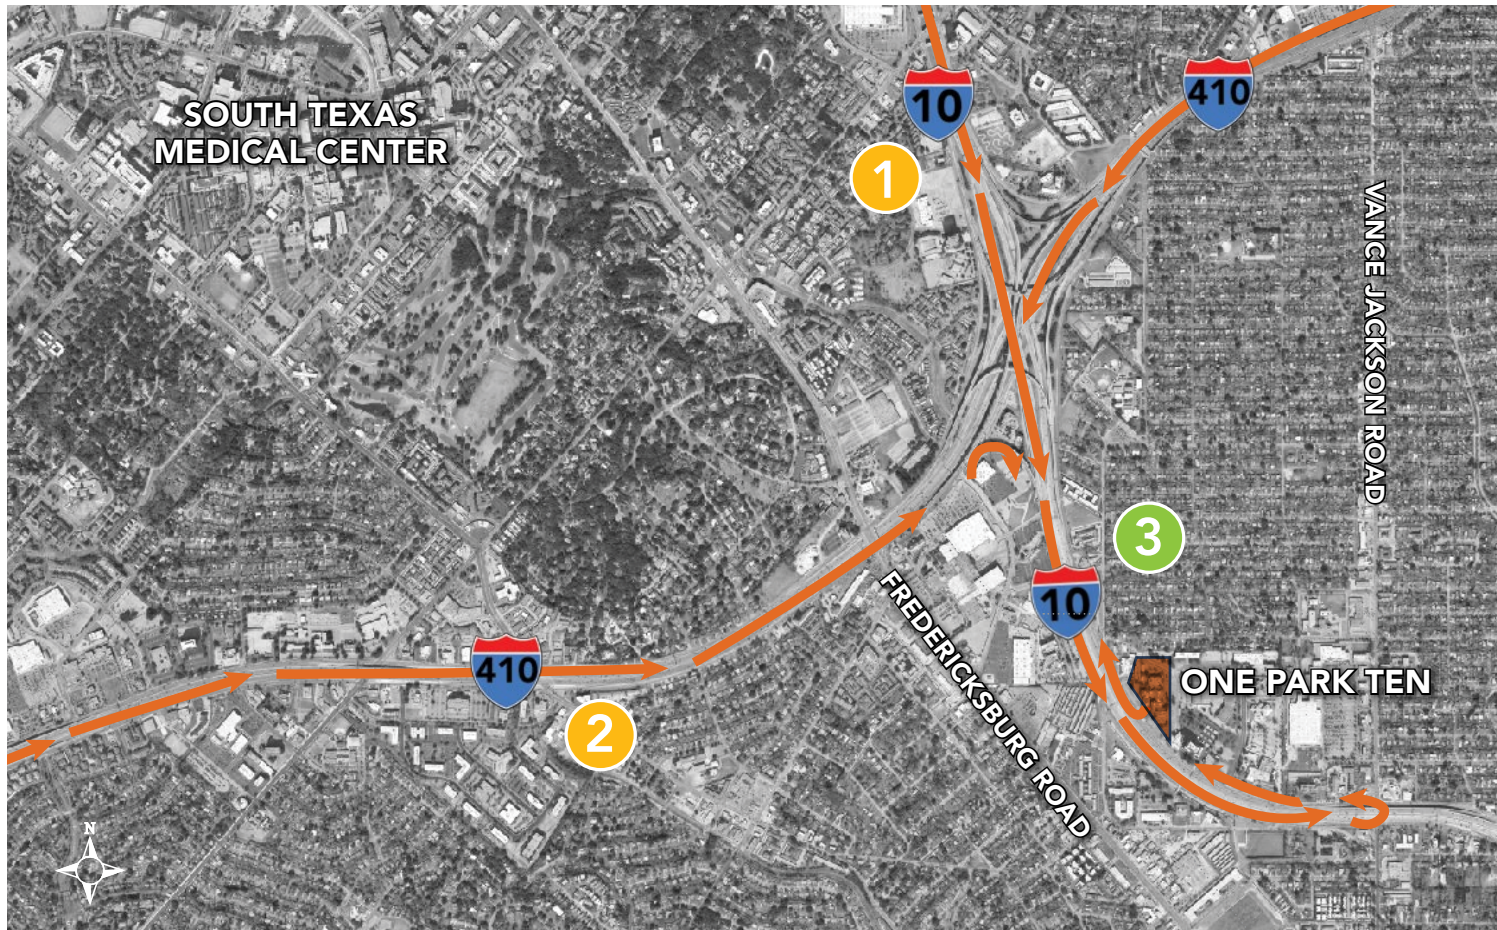 SOUTH TEXAS
MEDICAL CENTER
10
410
1
VANCE JACKSON ROAD
3
10
410
2
FREDERICKSBURG ROAD
ONE PARK TEN
N